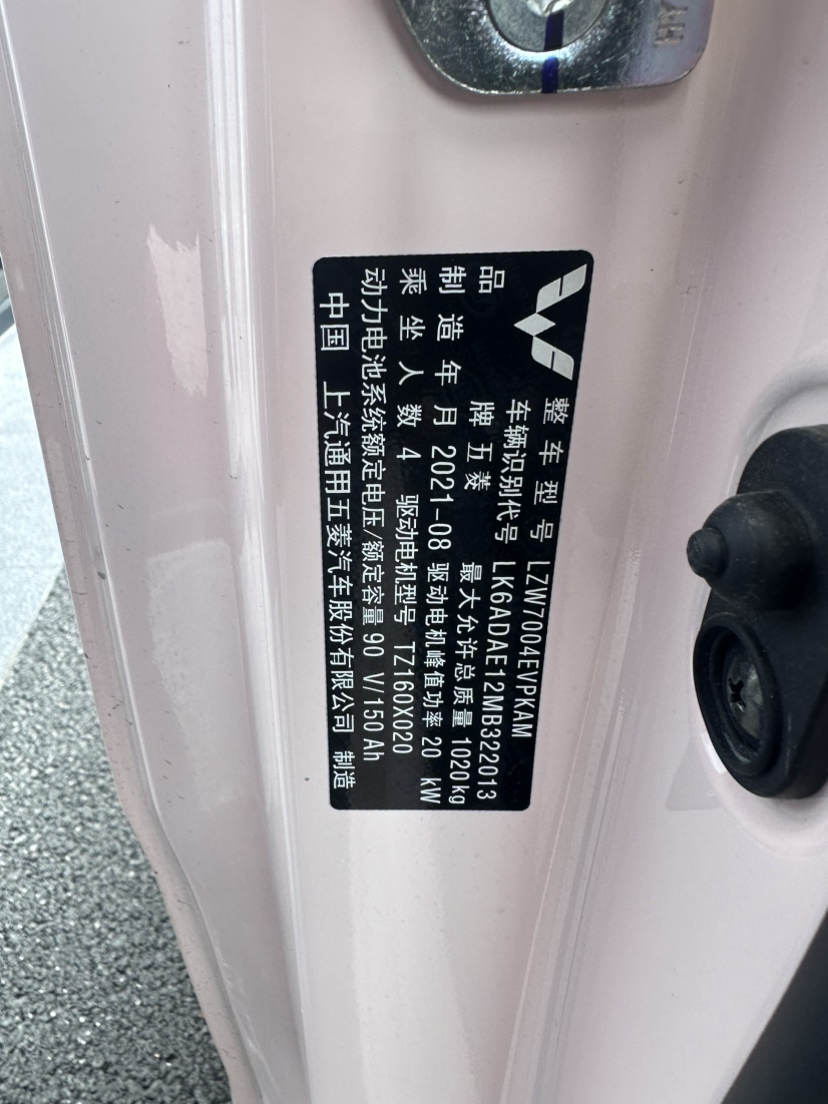 HY
整车型号 LZW7004EVPKAM
车辆识别代号 LK6ADAE12MB322013
品牌 五菱 最大允许总质量 1020 kg
制造年月 2021-08 驱动电机峰值功率 20 kW
乘坐人数 4 驱动电机型号 TZ160X020
动力电池系统额定电压/额定容量 90 V/150 Ah
中国 上汽通用五菱汽车股份有限公司 制造